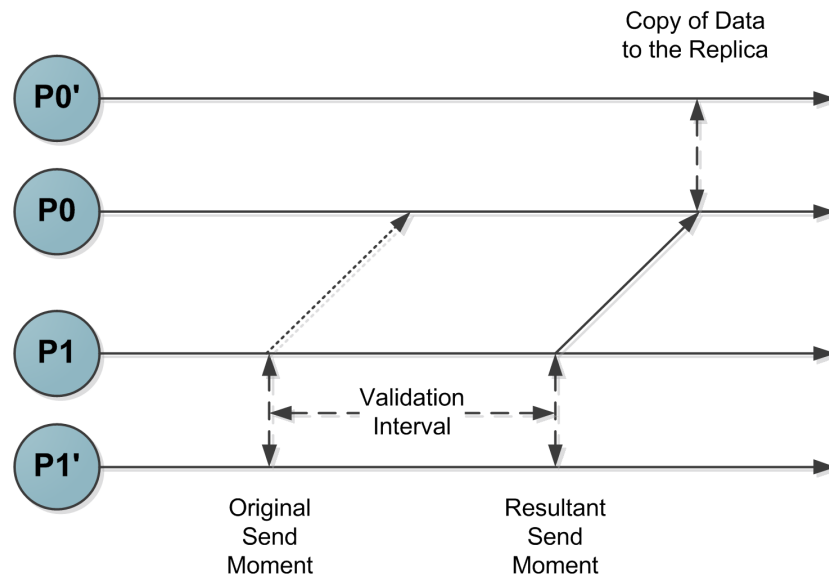 Copy of Data
to the Replica
P0'
P0
P1
Validation
Interval
P1'
Original
Send
Moment
Resultant
Send
Moment